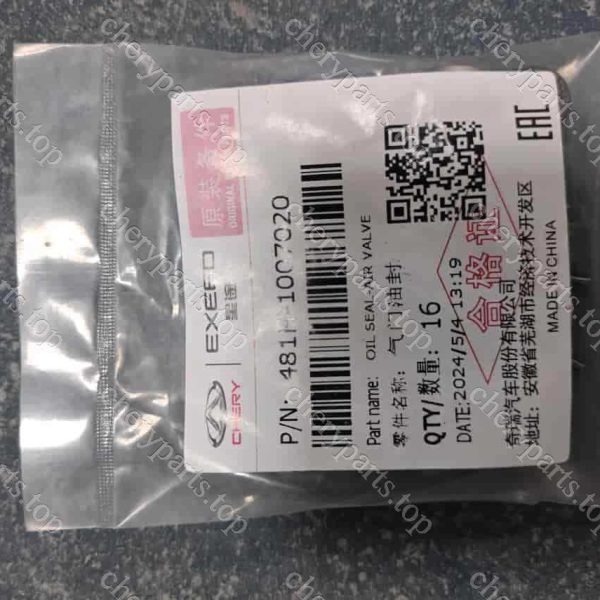 CHERY
EXEED
星途
原装备件
ORIGINAL
P/N: 481H-1007020
Part name: OIL SEAL-AIR VALVE
零件名称: 气门油封
QTY/数量: 16
DATE:2024/5/4 13:19
合格证
奇瑞汽车股份有限公司
地址: 安徽省芜湖市经济技术开发区
MADE IN CHINA
EAC
cheryparts.top